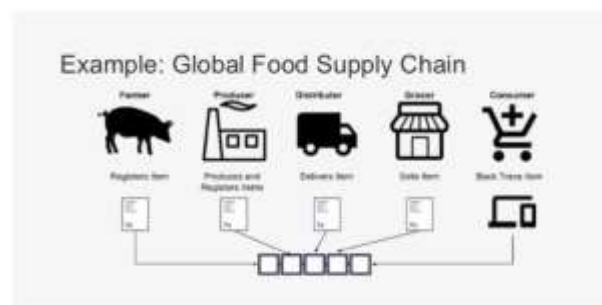 Example: Global Food Supply Chain
Farmer
Producer
Distributer
Grocer
Consumer
Registers Item
Produces and
Registers Items
Delivers Item
Sells Item
Back Trace Item